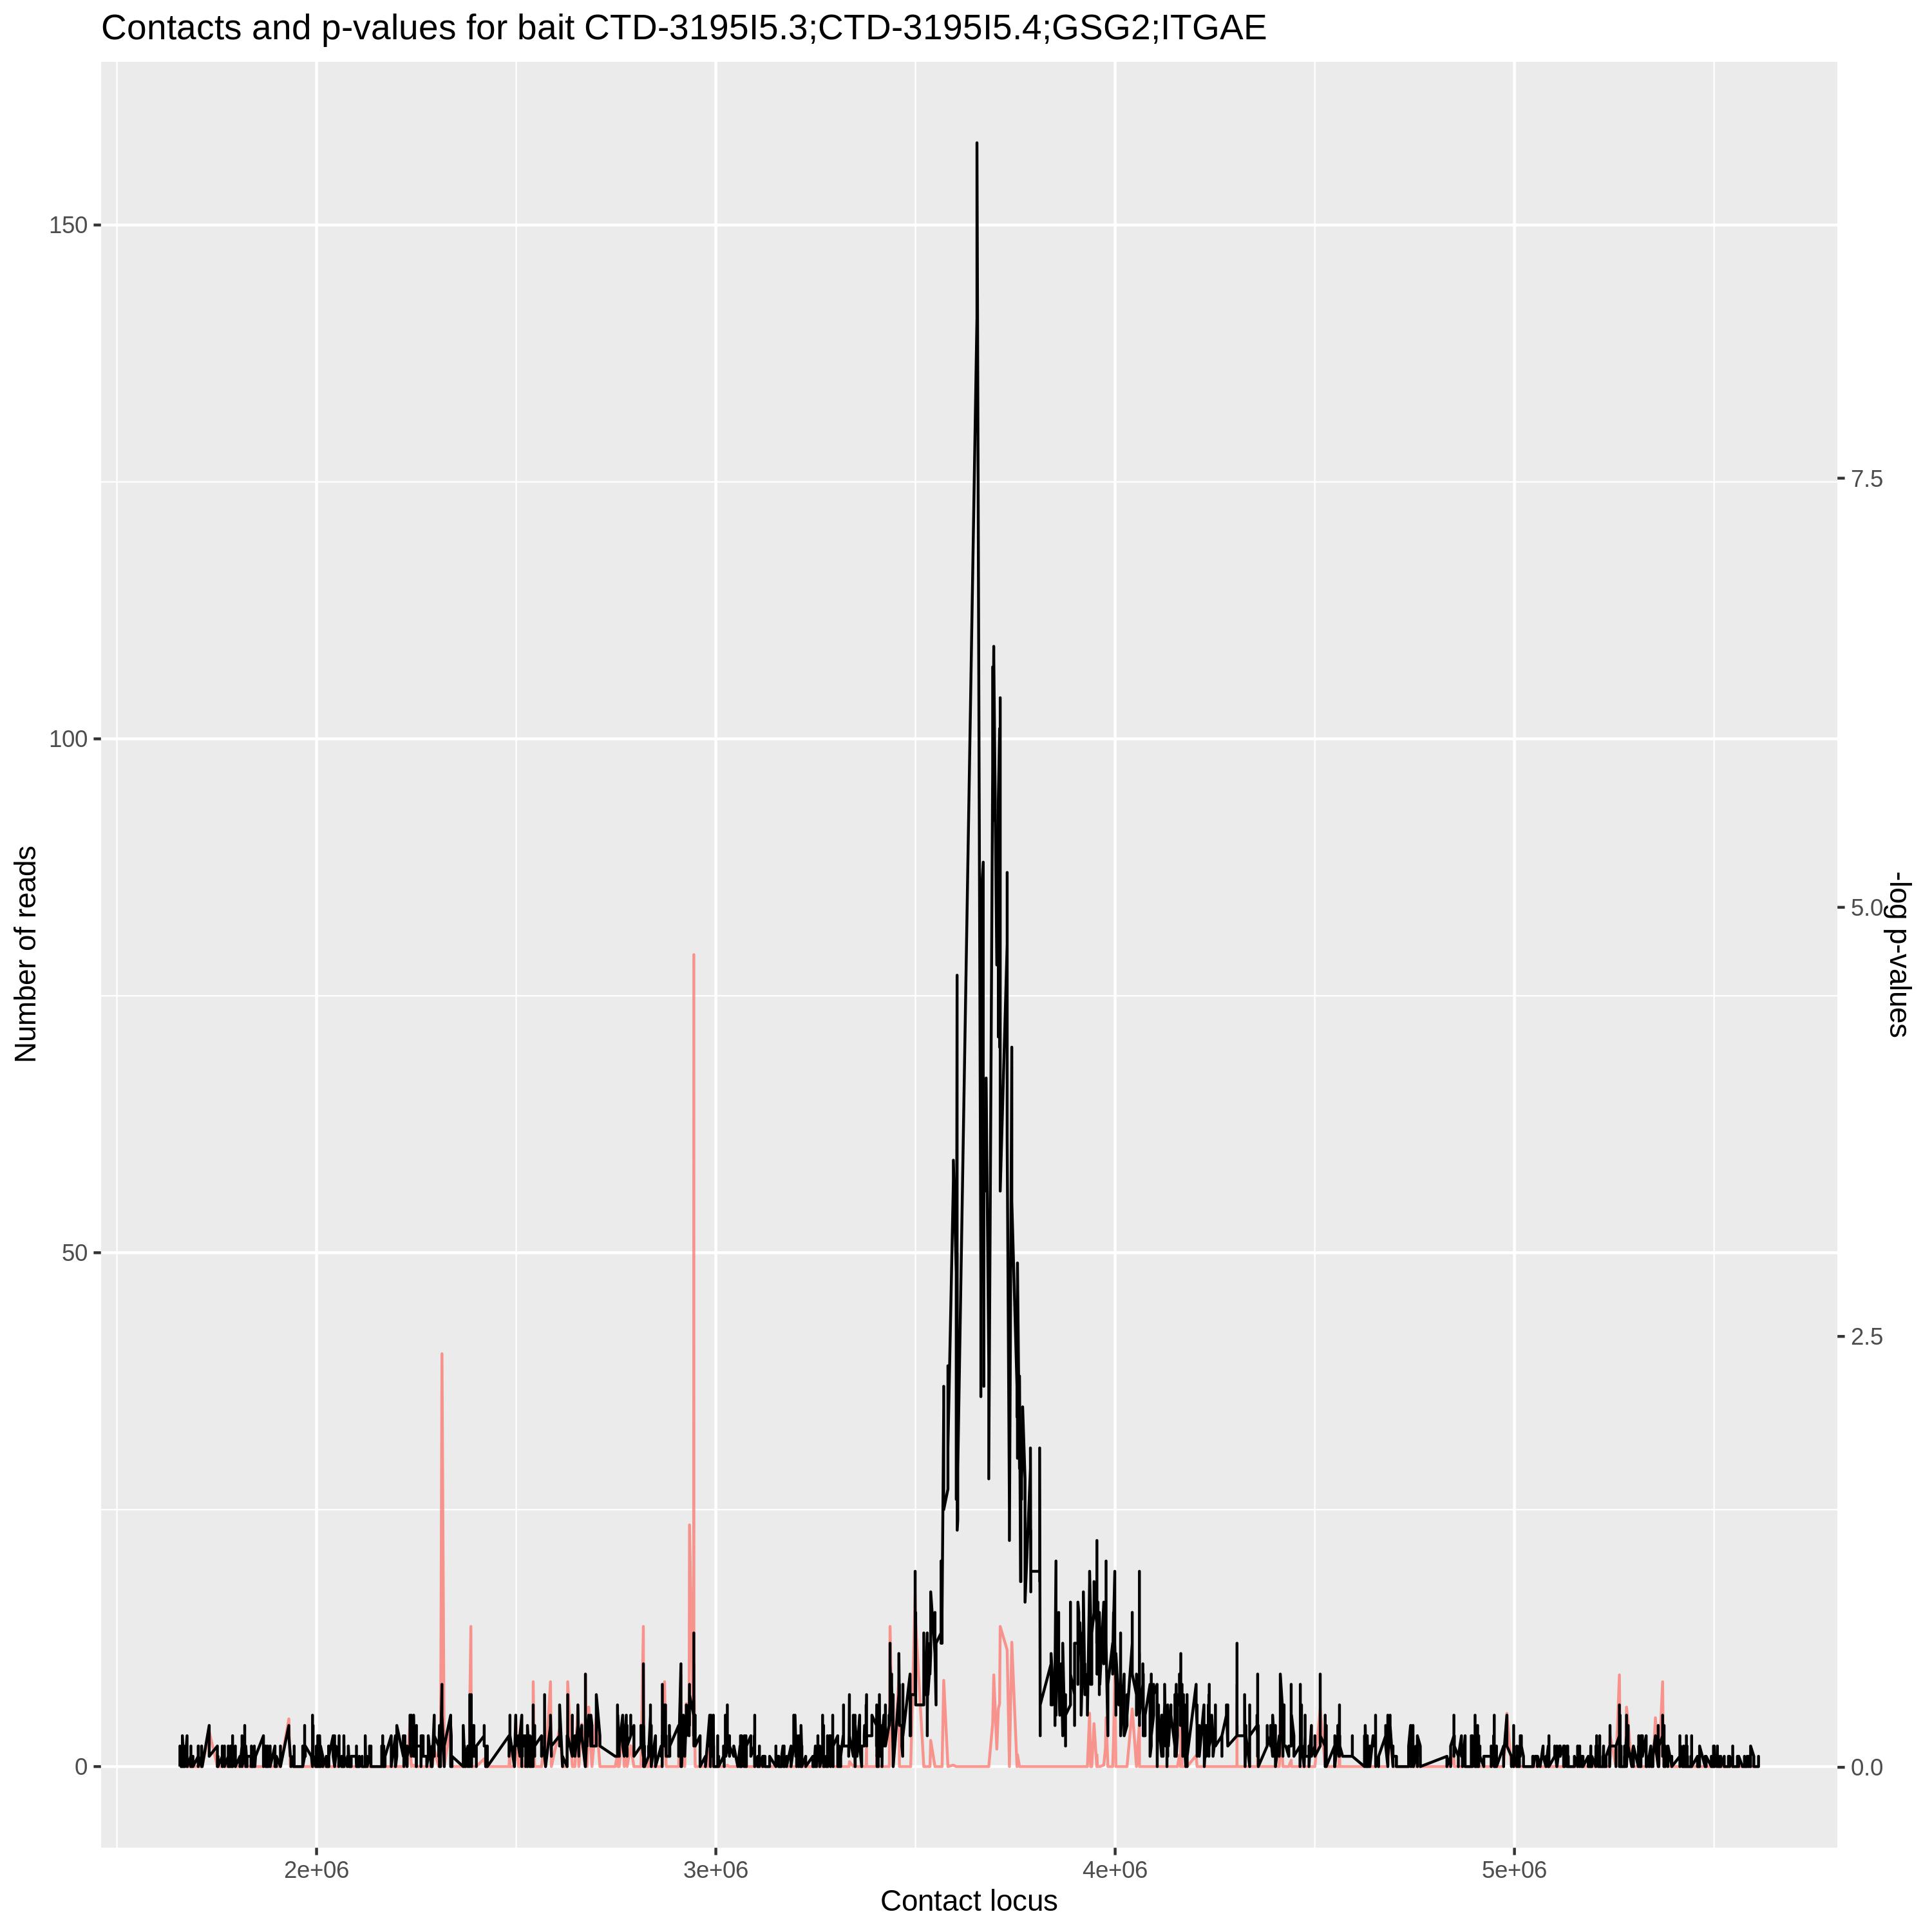 Contacts and p-values for bait CTD-3195I5.3;CTD-3195I5.4;GSG2;ITGAE
150
100
50
0
Number of reads
7.5
5.0
2.5
0.0
-log p-values
2e+06
3e+06
4e+06
5e+06
Contact locus